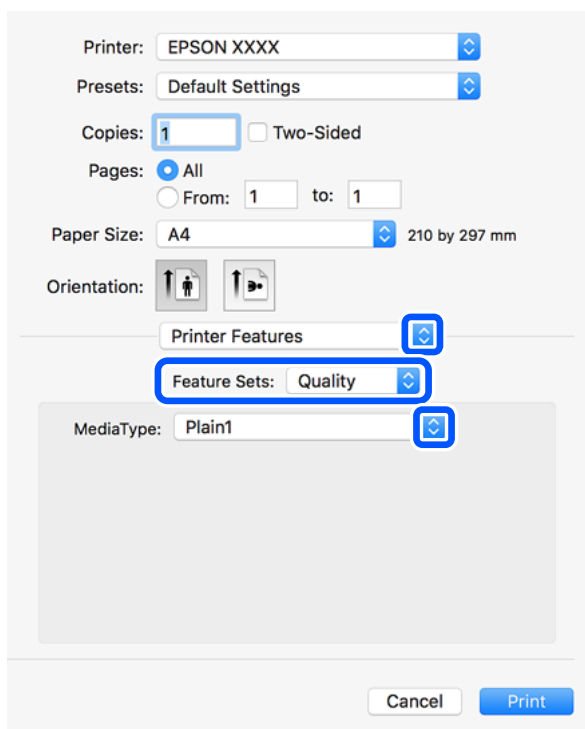 Printer: EPSON XXXX
Presets: Default Settings
Copies: 1 Two-Sided
Pages: All
From: 1 to: 1
Paper Size: A4 210 by 297 mm
Orientation:
Printer Features
Feature Sets: Quality
MediaType: Plain1
Cancel Print